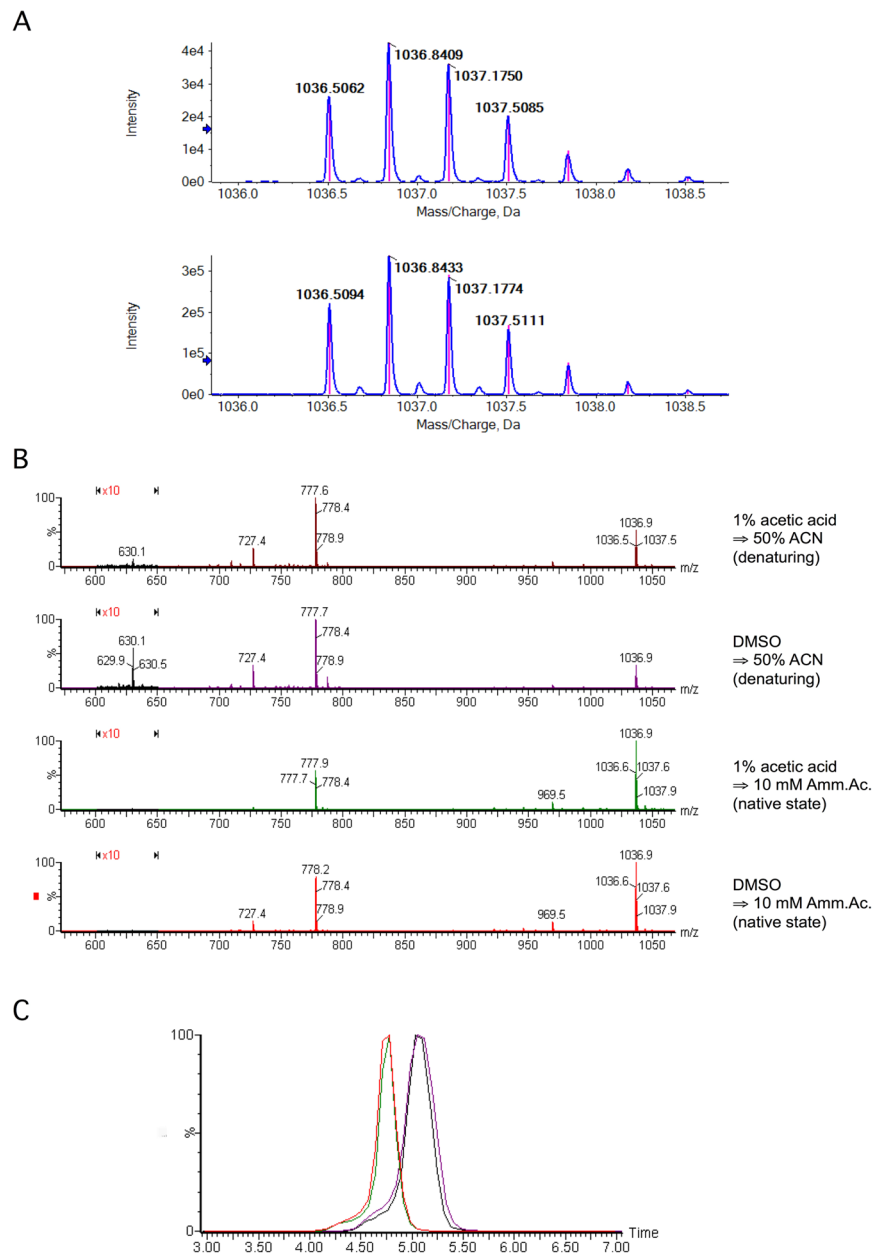 A
4e4
1036.8409
1037.1750
3e4
1036.5062
1037.5085
2e4
1e4
0e0
Intensity
1036.0 1036.5 1037.0 1037.5 1038.0 1038.5
Mass/Charge, Da
3e5
1036.8433
1036.5094
1037.1774
2e5
1037.5111
1e5
0e0
Intensity
1036.0 1036.5 1037.0 1037.5 1038.0 1038.5
Mass/Charge, Da
B
x10
100
%
0
777.6
778.4
778.9
727.4
630.1
1036.9
1036.5
1037.5
600 650 700 750 800 850 900 950 1000 1050 m/z
1% acetic acid
⇒ 50% ACN
(denaturing)
x10
100
%
0
777.7
778.4
778.9
727.4
630.1
629.9
630.5
1036.9
600 650 700 750 800 850 900 950 1000 1050 m/z
DMSO
⇒ 50% ACN
(denaturing)
x10
100
%
0
777.9
777.7
778.4
969.5
1036.9
1036.6
1037.6
1037.9
600 650 700 750 800 850 900 950 1000 1050 m/z
1% acetic acid
⇒ 10 mM Amm.Ac.
(native state)
x10
100
%
0
778.2
778.4
778.9
727.4
969.5
1036.9
1036.6
1037.6
1037.9
600 650 700 750 800 850 900 950 1000 1050 m/z
DMSO
⇒ 10 mM Amm.Ac.
(native state)
C
100
%
0
3.00 3.50 4.00 4.50 5.00 5.50 6.00 6.50 7.00
Time